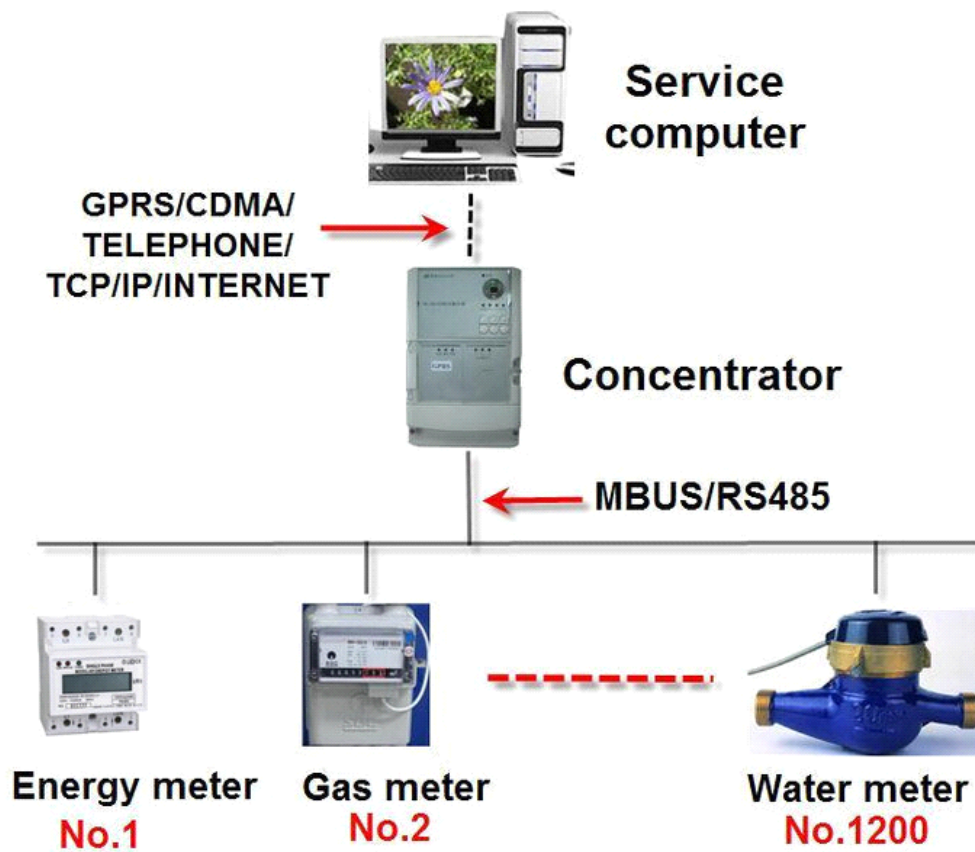 Service
computer
GPRS/CDMA/
TELEPHONE/
TCP/IP/INTERNET
GPRS
Concentrator
MBUS/RS485
Energy meter
No.1
Gas meter
No.2
Water meter
No.1200